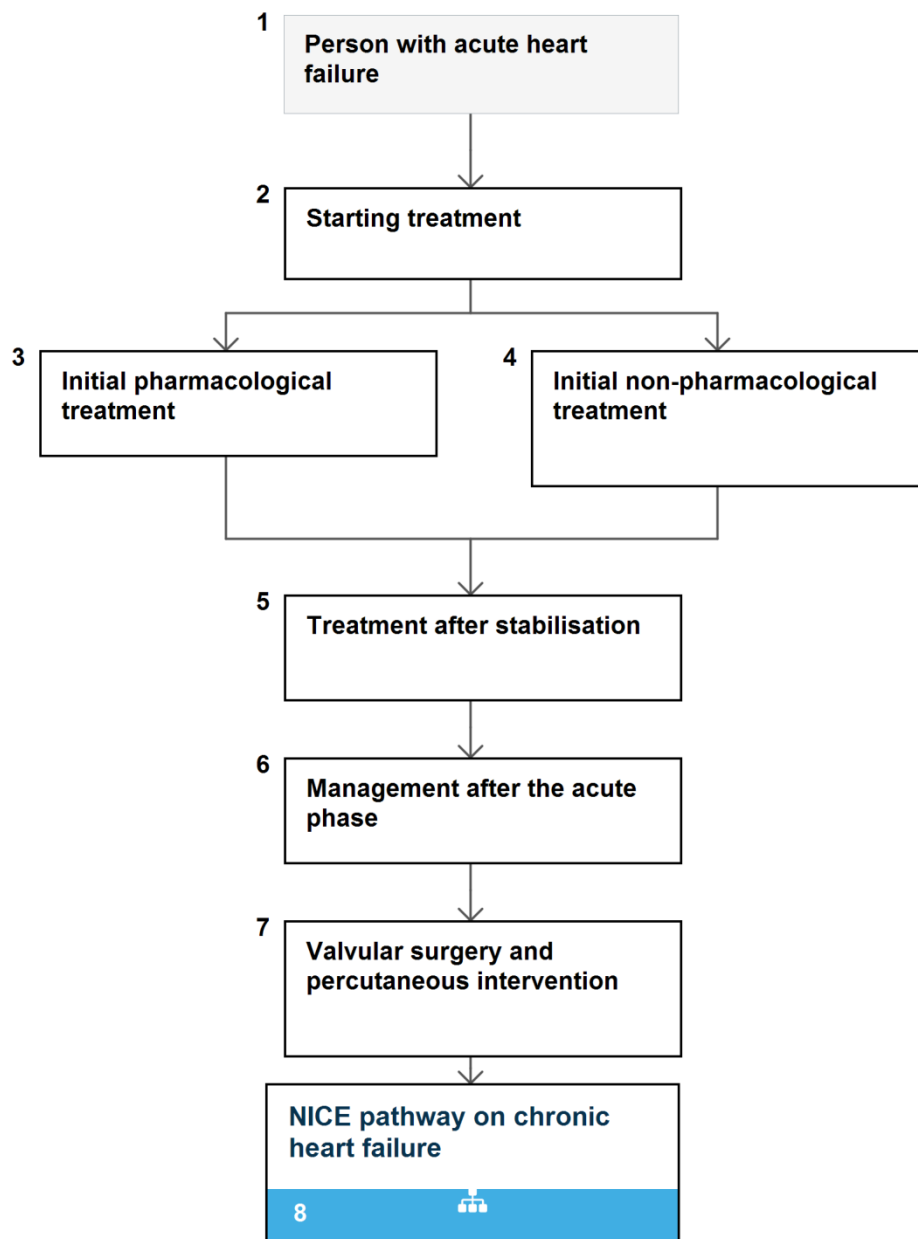 1
Person with acute heart
failure
2
Starting treatment
3
Initial pharmacological
treatment
4
Initial non-pharmacological
treatment
5
Treatment after stabilisation
6
Management after the acute
phase
7
Valvular surgery and
percutaneous intervention
NICE pathway on chronic
heart failure
8